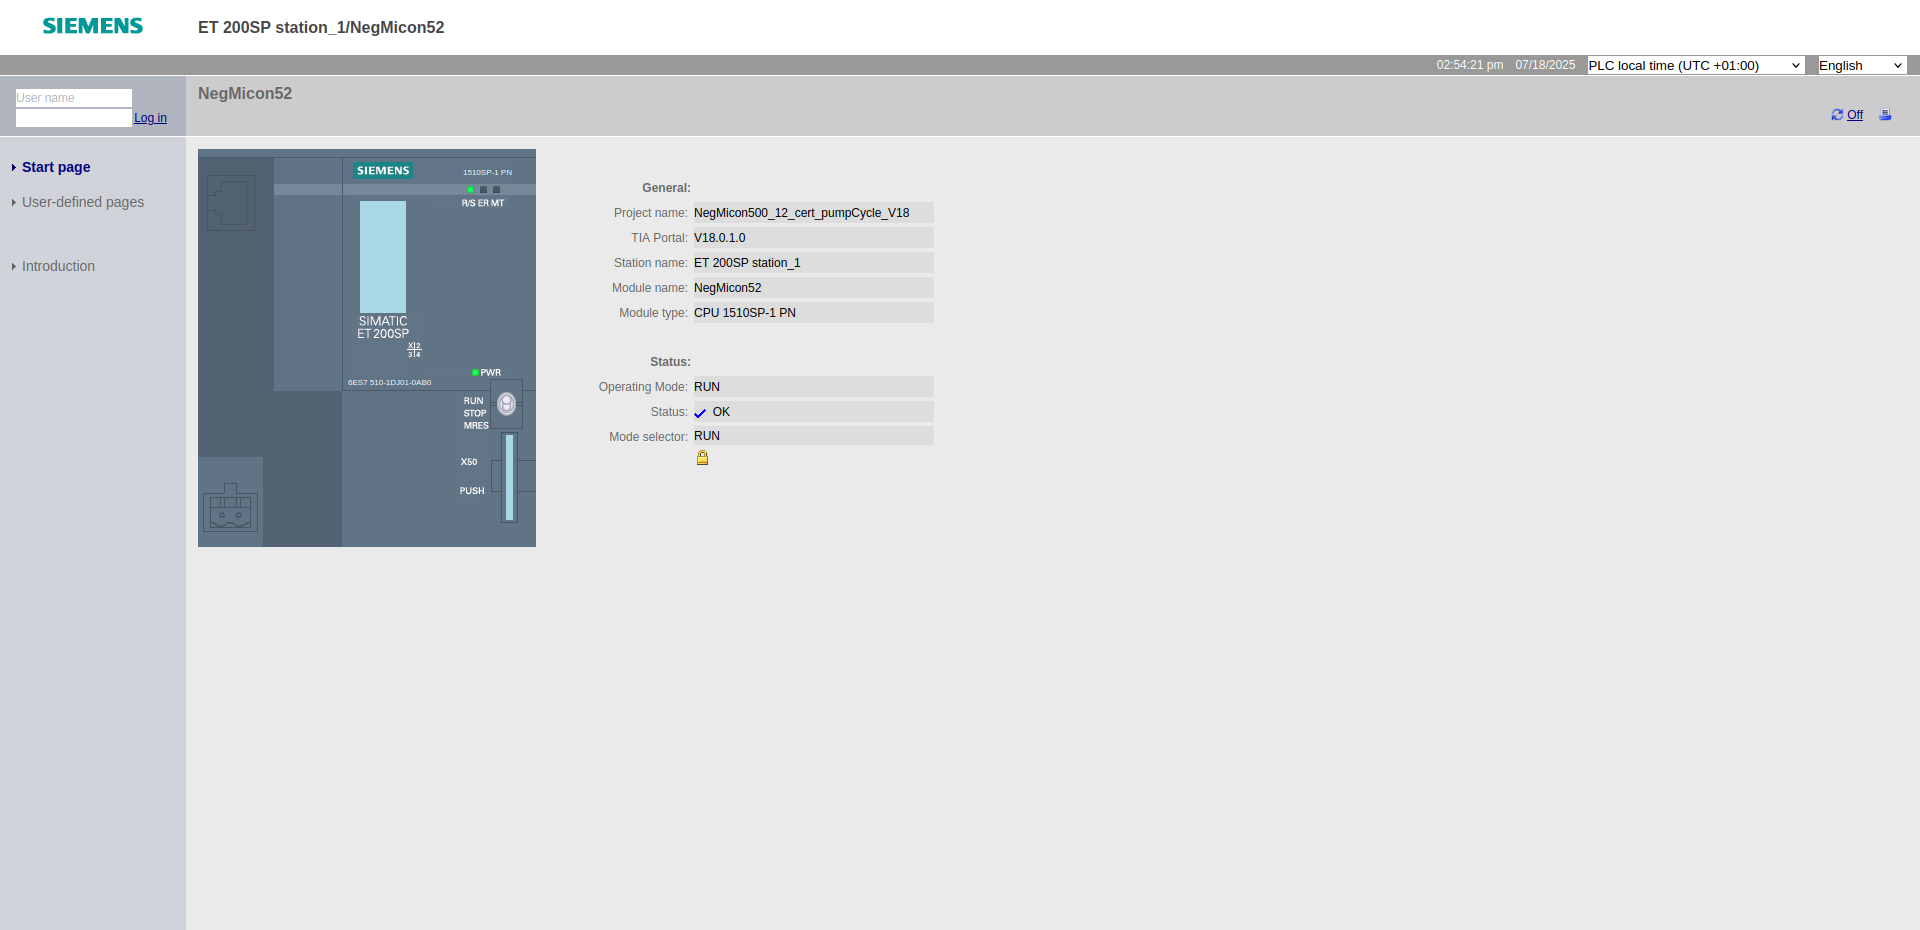 SIEMENS
ET 200SP station_1/NegMicon52
02:54:21 pm 07/18/2025 PLC local time (UTC +01:00) English
User name
Log in
NegMicon52
Off
Start page
User-defined pages
Introduction
SIEMENS
1510SP-1 PN
R/S ER MT
SIMATIC
ET 200SP
X 2
3 4
PWR
6ES7 510-1DJ01-0AB0
RUN
STOP
MRES
X50
PUSH
General:
Project name: NegMicon500_12_cert_pumpCycle_V18
TIA Portal: V18.0.1.0
Station name: ET 200SP station_1
Module name: NegMicon52
Module type: CPU 1510SP-1 PN
Status:
Operating Mode: RUN
Status: OK
Mode selector: RUN